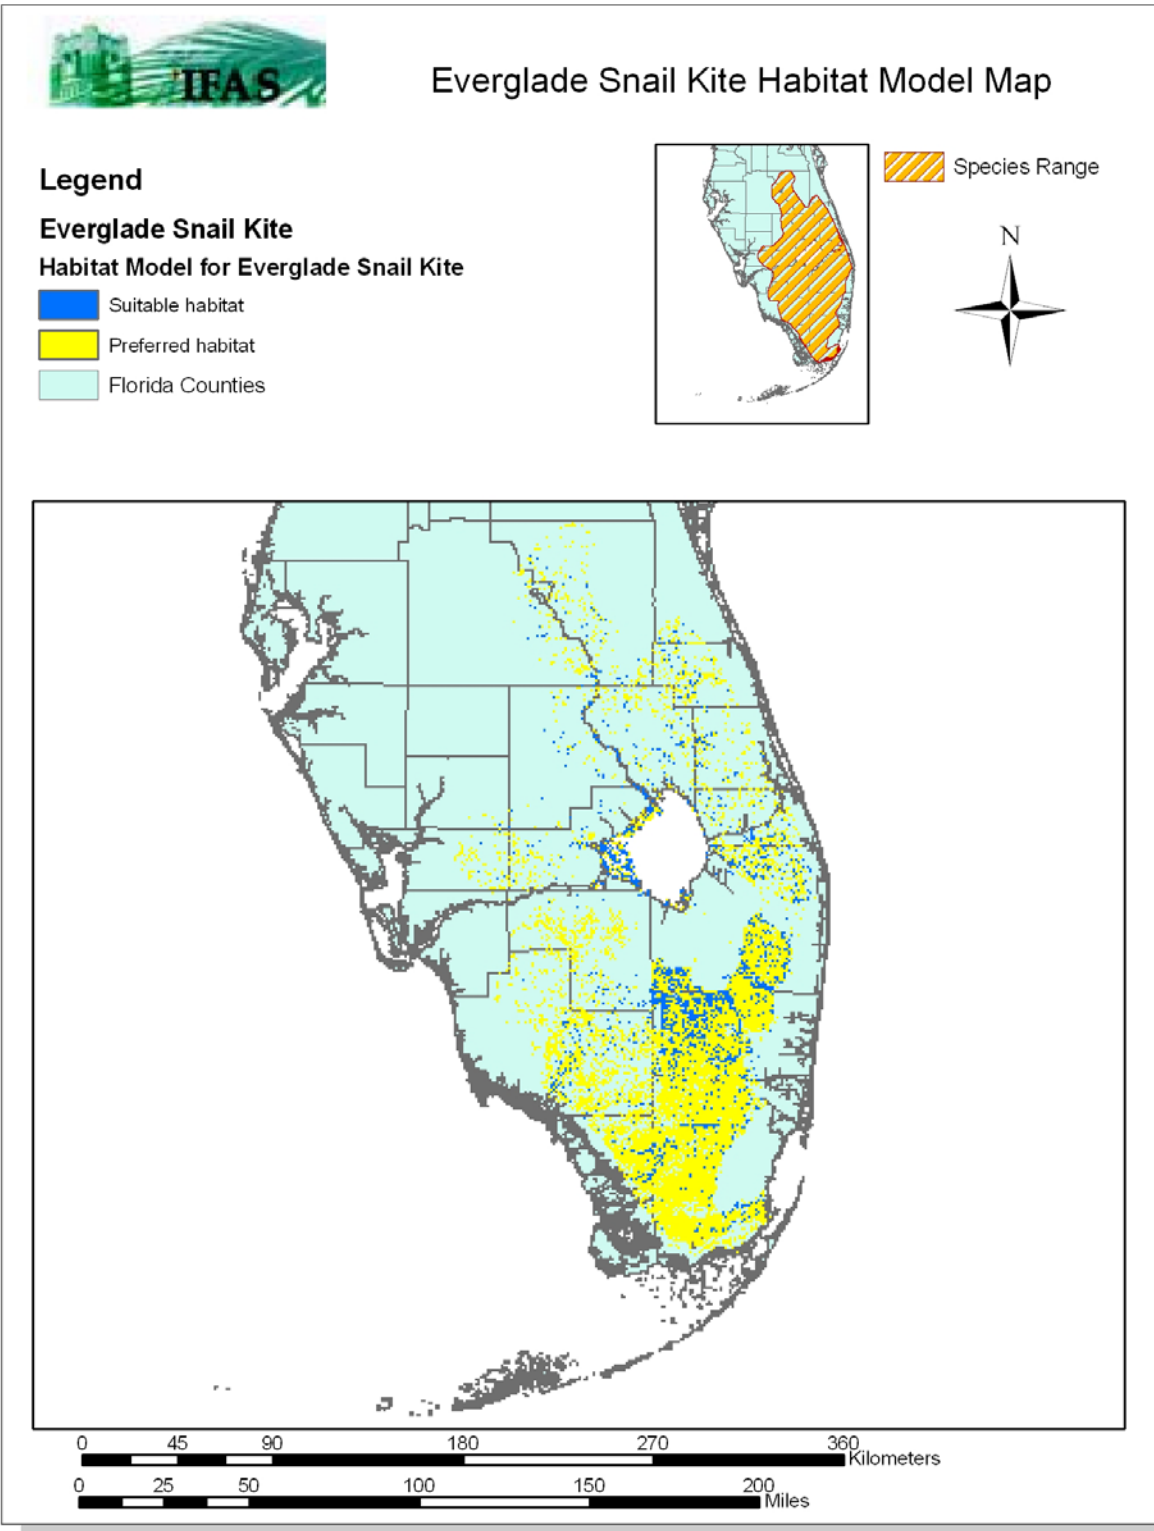 IFAS
Everglade Snail Kite Habitat Model Map
Species Range
N
Legend
Everglade Snail Kite
Habitat Model for Everglade Snail Kite
Suitable habitat
Preferred habitat
Florida Counties
0 45 90 180 270 360
Kilometers
0 25 50 100 150 200
Miles